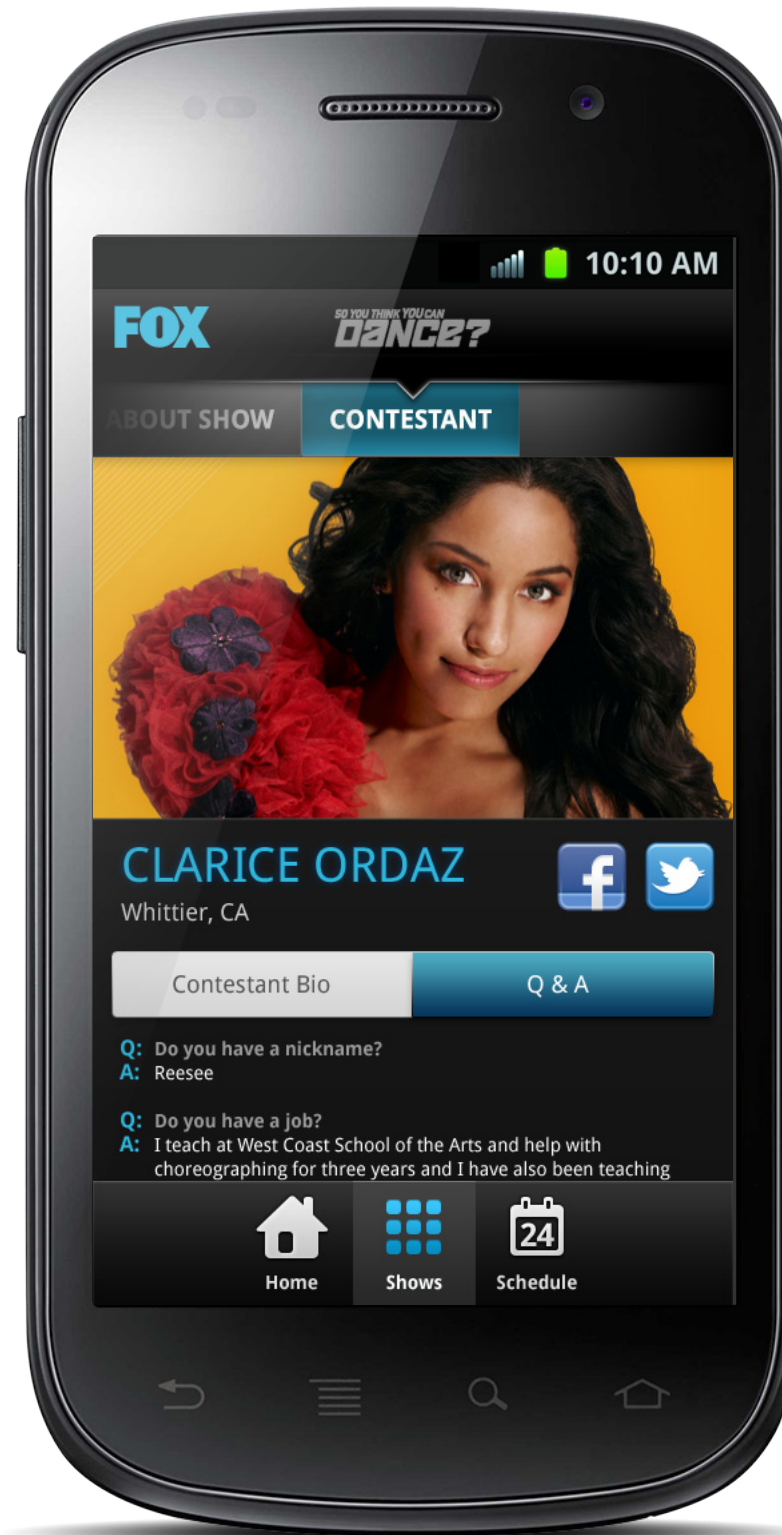 10:10 AM
FOX
SO YOU THINK YOU CAN
DANCE?
ABOUT SHOW
CONTESTANT
CLARICE ORDAZ
f
Whittier, CA
Contestant Bio
Q & A
Q: Do you have a nickname?
A: Reesee
Q: Do you have a job?
A: I teach at West Coast School of the Arts and help with
choreographing for three years and I have also been teaching
24
Home
Shows
Schedule